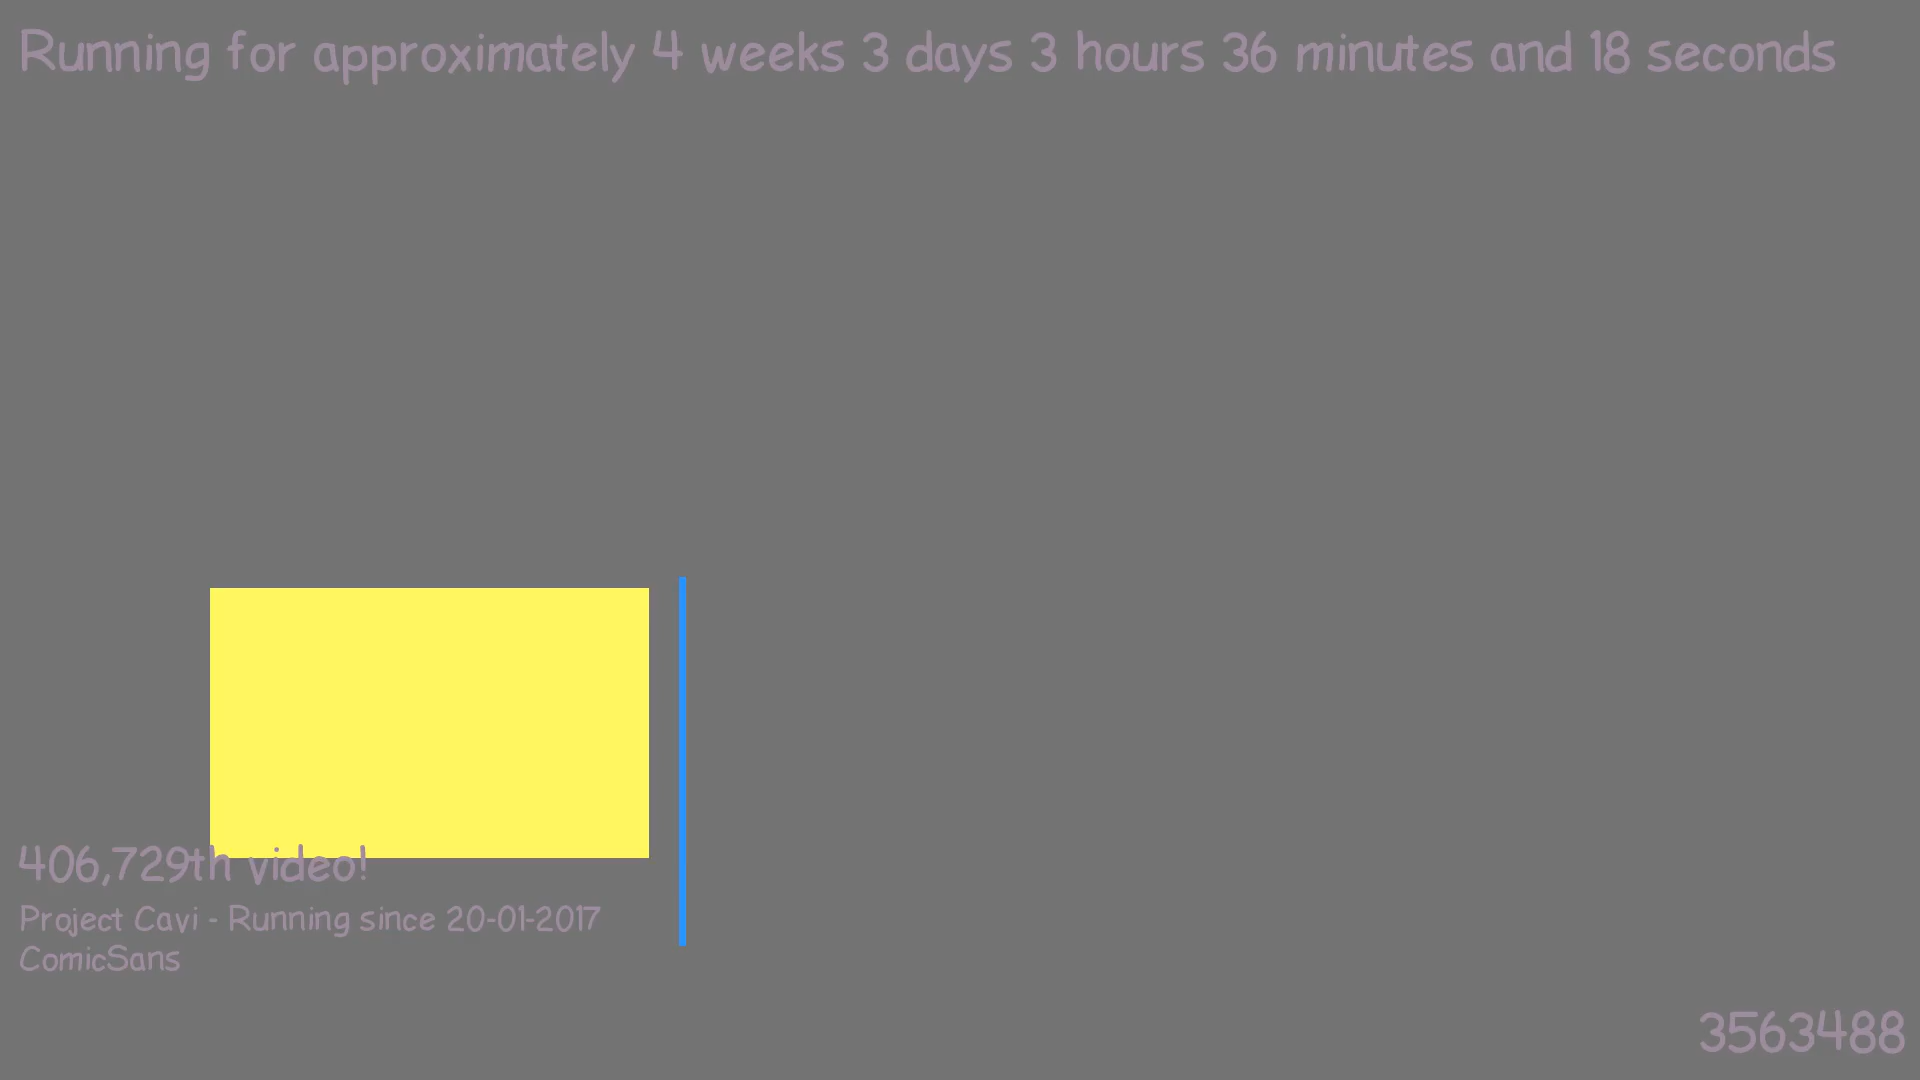 Running for approximately 4 weeks 3 days 3 hours 36 minutes and 18 seconds
406,729th video!
Project Cavi - Running since 20-01-2017
ComicSans
3563488